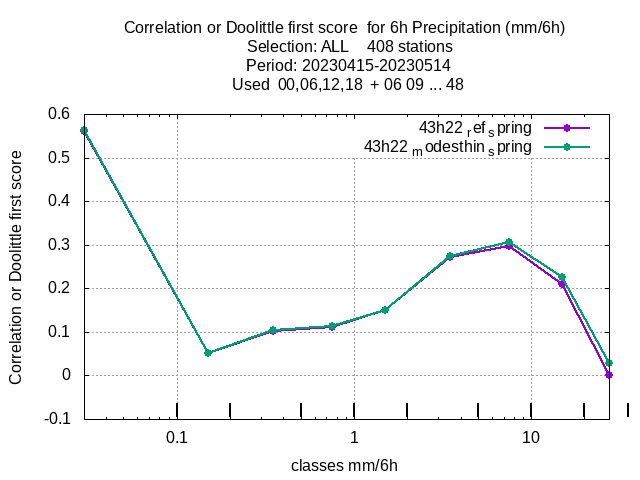 Correlation or Doolittle first score  for 6h Precipitation (mm/6h)
Selection: ALL    408 stations
Period: 20230415-20230514
Used  00,06,12,18  + 06 09 ... 48
43h22 ref spring
43h22 modesthin spring
Correlation or Doolittle first score
0.6
0.5
0.4
0.3
0.2
0.1
0
-0.1
0.1
1
10
classes mm/6h